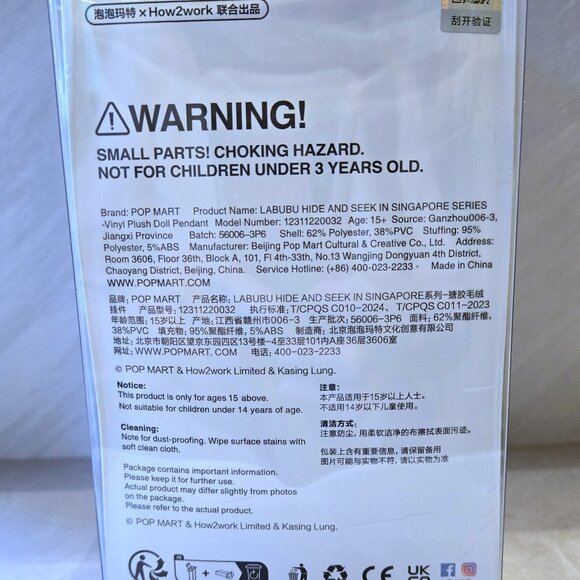 泡泡玛特 × How2work 联合出品
刮开验证
WARNING!
SMALL PARTS! CHOKING HAZARD.
NOT FOR CHILDREN UNDER 3 YEARS OLD.
Brand: POP MART Product Name: LABUBU HIDE AND SEEK IN SINGAPORE SERIES
-Vinyl Plush Doll Pendant Model Number: 12311220032 Age: 15+ Source: Ganzhou006-3,
Jiangxi Province Batch: 56006-3P6 Shell: 62% Polyester, 38%PVC Stuffing: 95%
Polyester, 5%ABS Manufacturer: Beijing Pop Mart Cultural & Creative Co., Ltd. Address:
Room 3606, Floor 36th, Block A, 101, Fl 4th-33th, No.13 Wangjing Dongyuan 4th District,
Chaoyang District, Beijing, China. Service Hotline: (+86) 400-023-2233 · Made in China
WWW.POPMART.COM
品牌: POP MART 产品名称: LABUBU HIDE AND SEEK IN SINGAPORE系列-搪胶毛绒
挂件 产品型号: 12311220032 执行标准: T/CPQS C010-2024、T/CPQS C011-2023
年龄范围: 15岁以上 产地: 江西省赣州市006-3 生产批次: 56006-3P6 面料: 62%聚酯纤维,
38%PVC 填充物: 95%聚酯纤维, 5%ABS 制造商: 北京泡泡玛特文化创意有限公司
地址: 北京市朝阳区望京东园四区13号楼-4至33层101内A座36层3606室
网址: WWW.POPMART.COM 电话: 400-023-2233
© POP MART & How2work Limited & Kasing Lung.
Notice:
This product is only for ages 15 above.
Not suitable for children under 14 years of age.
注意:
本产品适用于15岁以上人士。
不适用14岁以下儿童使用。
Cleaning:
Note for dust-proofing. Wipe surface stains with
soft clean cloth.
清洁方式:
注意防尘, 用柔软洁净的布擦拭表面污迹。
Package contains important information.
Please keep it for further use.
Actual product may differ slightly from photos
on the package.
Please refer to the actual product.
包装上含有重要信息, 请保留备用
图片可能与实物不符, 请以实物为准
© POP MART & How2work Limited & Kasing Lung.
CE
UK